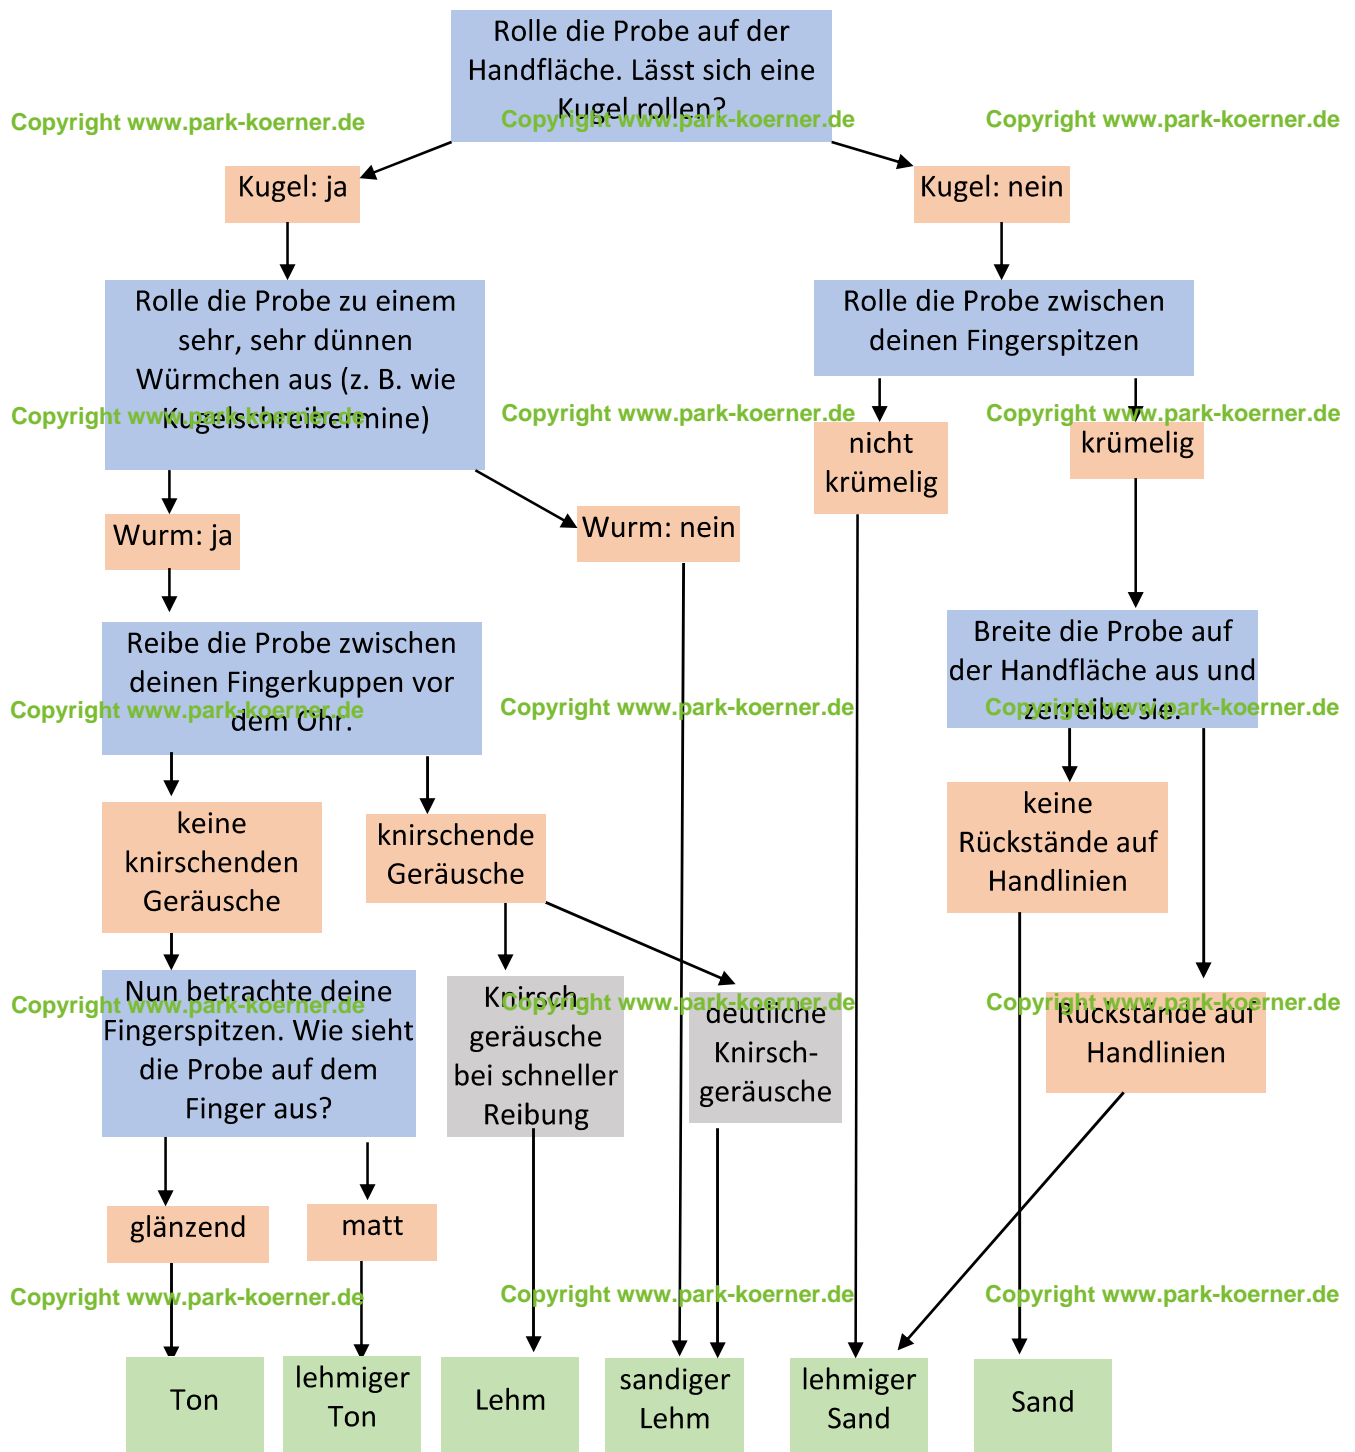 Rolle die Probe auf der
Handfläche. Lässt sich eine
Kugel rollen?
Copyright www.park-koerner.de
Copyright www.park-koerner.de
Copyright www.park-koerner.de
Kugel: ja
Kugel: nein
Rolle die Probe zu einem
sehr, sehr dünnen
Würmchen aus (z. B. wie
Kugelschreibermine)
Rolle die Probe zwischen
deinen Fingerspitzen
Copyright www.park-koerner.de
Copyright www.park-koerner.de
Copyright www.park-koerner.de
nicht
krümelig
krümelig
Wurm: ja
Wurm: nein
Reibe die Probe zwischen
deinen Fingerkuppen vor
dem Ohr.
Breite die Probe auf
der Handfläche aus und
zerreibe sie.
Copyright www.park-koerner.de
Copyright www.park-koerner.de
Copyright www.park-koerner.de
keine
knirschenden
Geräusche
knirschende
Geräusche
keine
Rückstände auf
Handlinien
Nun betrachte deine
Fingerspitzen. Wie sieht
die Probe auf dem
Finger aus?
Knirsch-
geräusche
bei schneller
Reibung
deutliche
Knirsch-
geräusche
Rückstände auf
Handlinien
Copyright www.park-koerner.de
Copyright www.park-koerner.de
Copyright www.park-koerner.de
glänzend
matt
Copyright www.park-koerner.de
Copyright www.park-koerner.de
Copyright www.park-koerner.de
Ton
lehmiger
Ton
Lehm
sandiger
Lehm
lehmiger
Sand
Sand